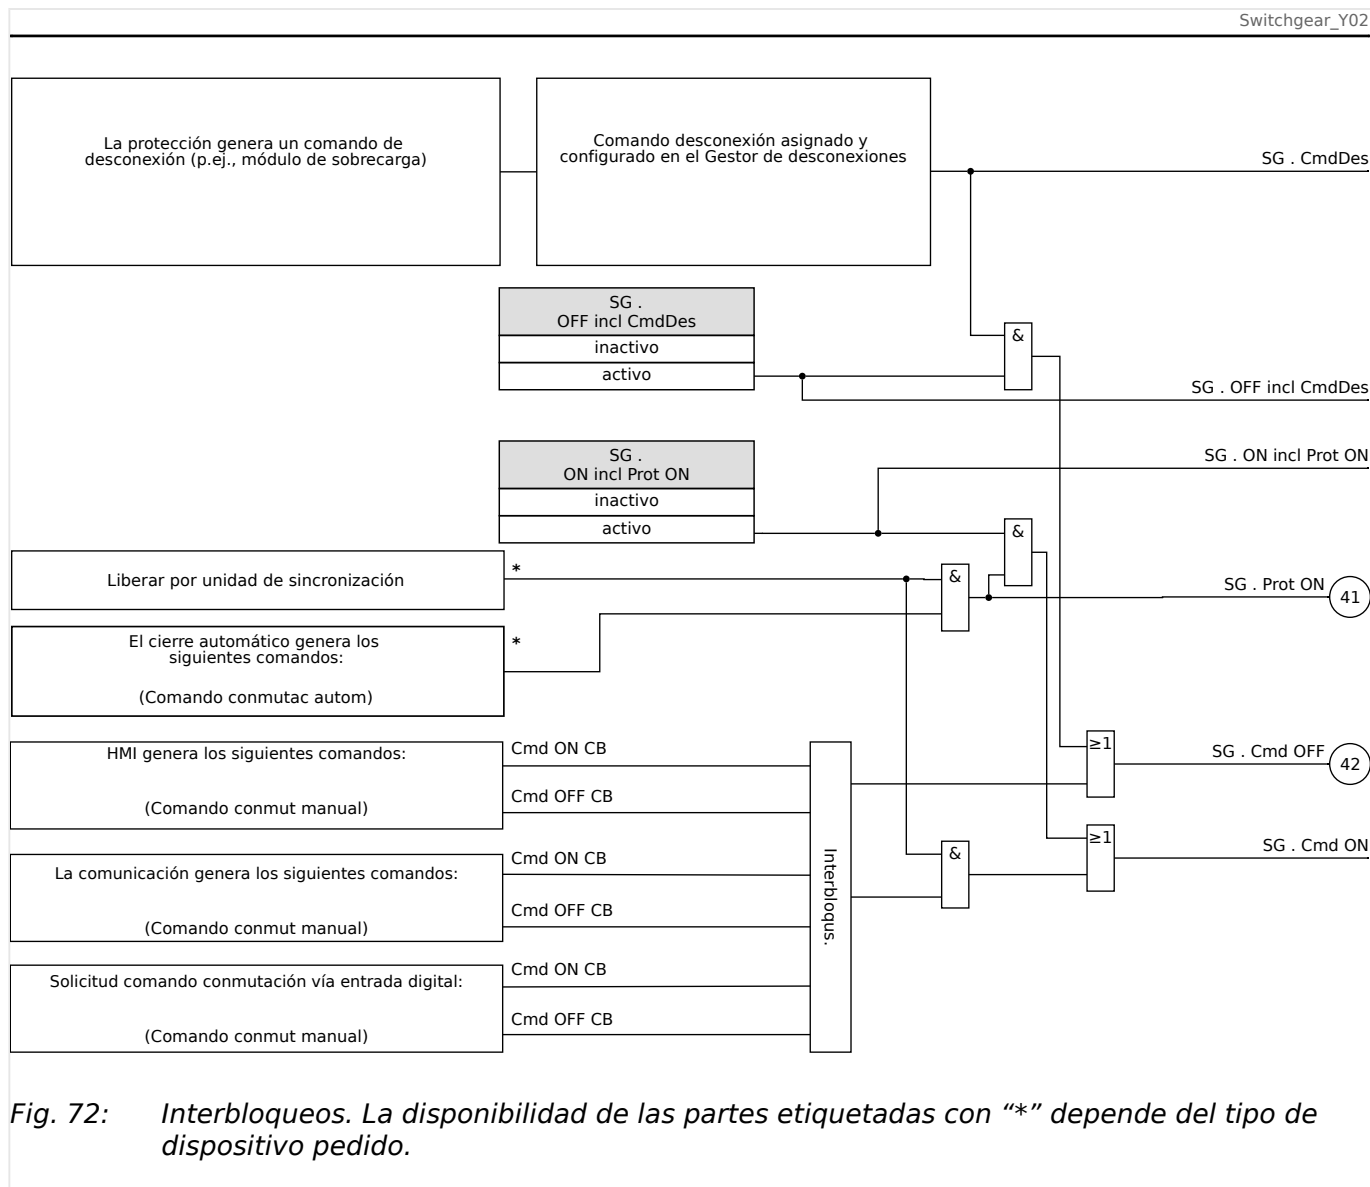 Switchgear_Y02
La protección genera un comando de
desconexión (p.ej., módulo de sobrecarga)
Comando desconexión asignado y
configurado en el Gestor de desconexiones
SG . CmdDes
SG .
OFF incl CmdDes
inactivo
activo
&
SG . OFF incl CmdDes
SG .
ON incl Prot ON
inactivo
activo
SG . ON incl Prot ON
&
Liberar por unidad de sincronización
*
&
SG . Prot ON
41
El cierre automático genera los
siguientes comandos:
(Comando conmutac autom)
*
HMI genera los siguientes comandos:
(Comando conmut manual)
Cmd ON CB
Cmd OFF CB
≥1
SG . Cmd OFF
42
La comunicación genera los siguientes comandos:
(Comando conmut manual)
Cmd ON CB
Cmd OFF CB
Interbloqus.
&
≥1
SG . Cmd ON
Solicitud comando conmutación vía entrada digital:
(Comando conmut manual)
Cmd ON CB
Cmd OFF CB
Fig. 72: Interbloqueos. La disponibilidad de las partes etiquetadas con “*” depende del tipo de
dispositivo pedido.